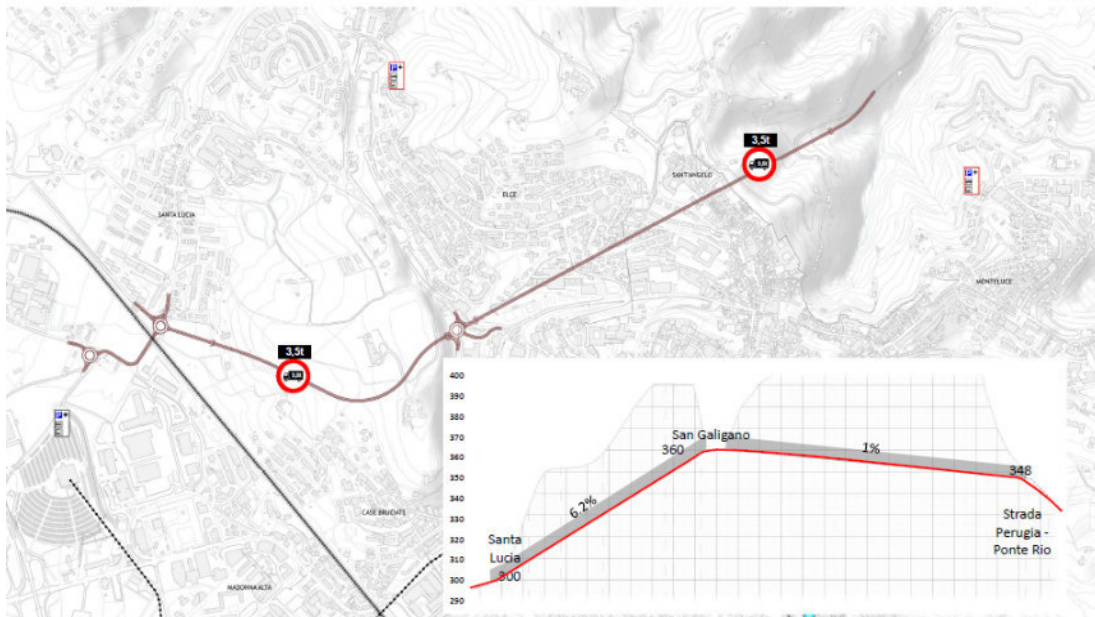 3,5t
SANT'ANGELO
ELCE
SANTA LUCIA
MONTELUCE
3,5t
400
390
380
370
360
350
340
330
320
310
300
290
San Galigano
360
1%
348
6.2%
Strada
Perugia -
Ponte Rio
Santa
Lucia
300
CASE BRUCIATE
MADONNA ALTA